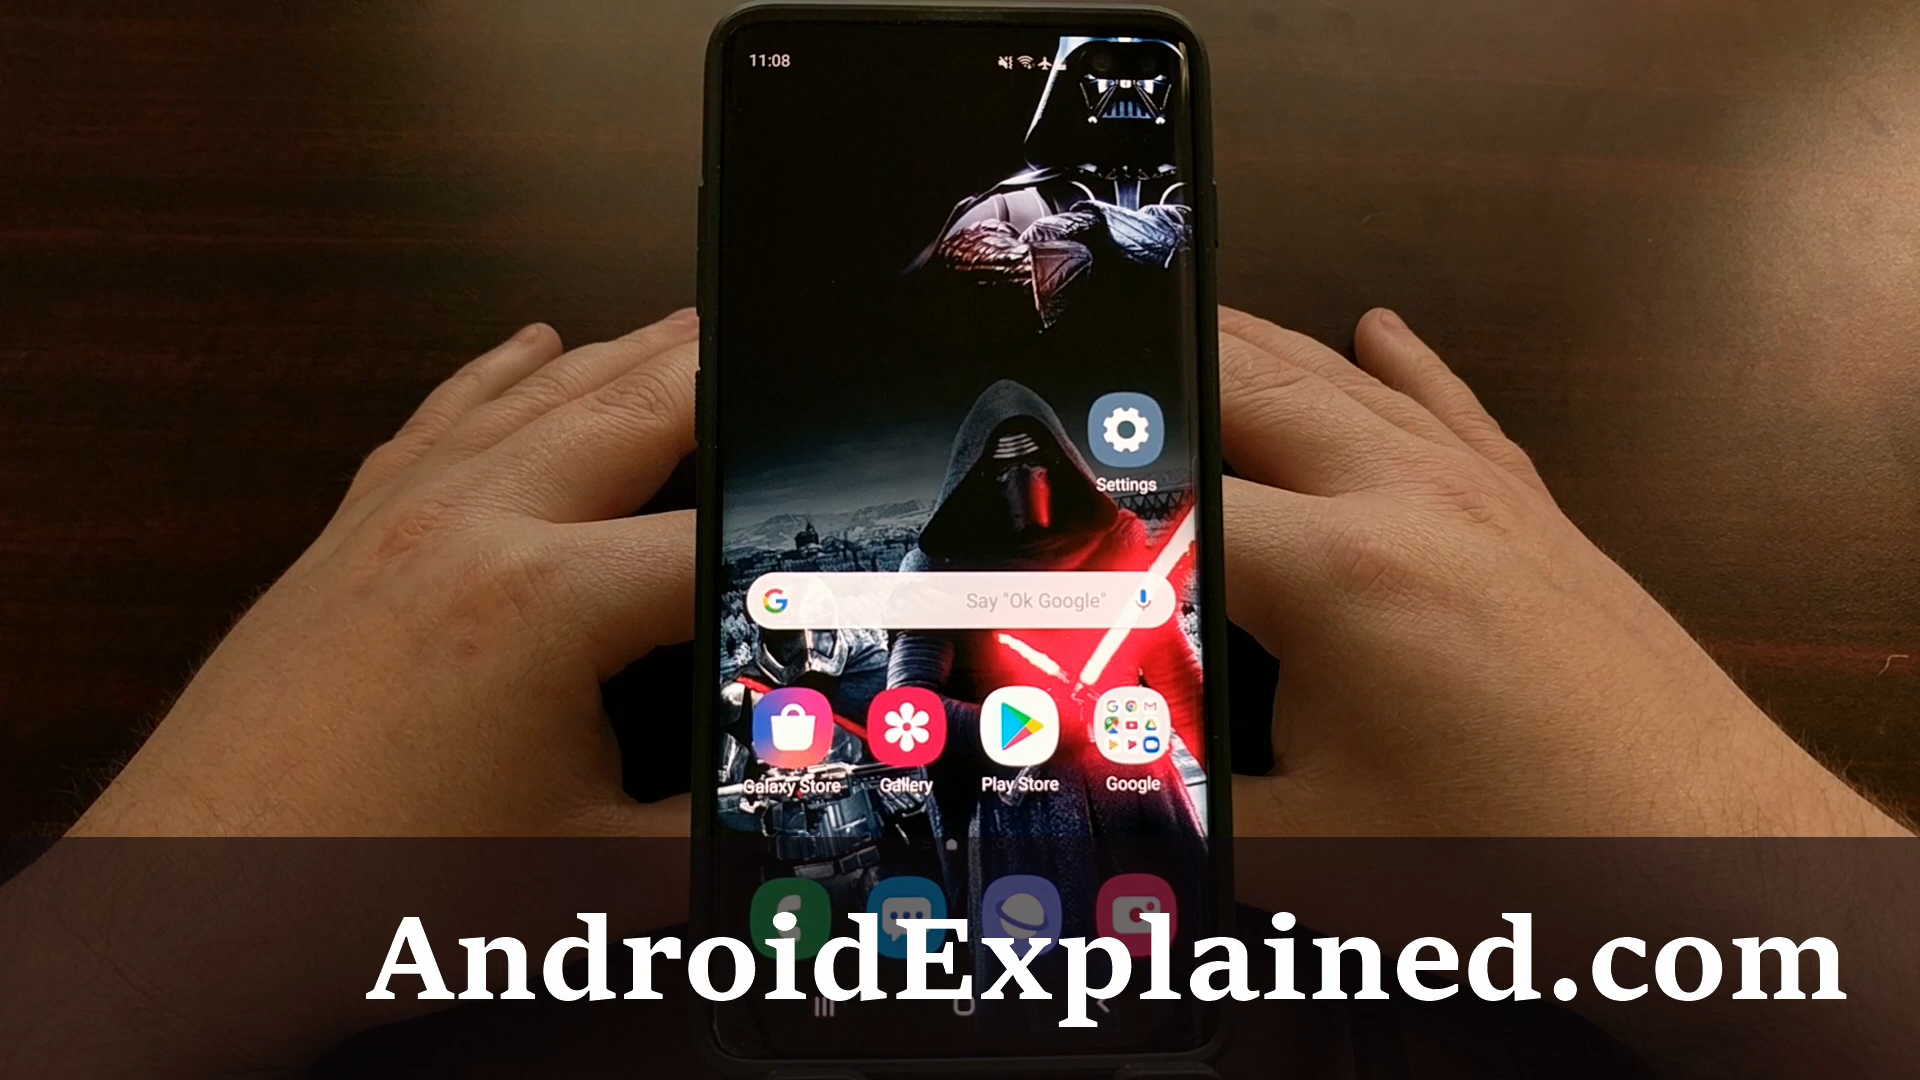 11:08
Settings
Say "Ok Google"
Galaxy Store
Gallery
Play Store
Google
AndroidExplained.com